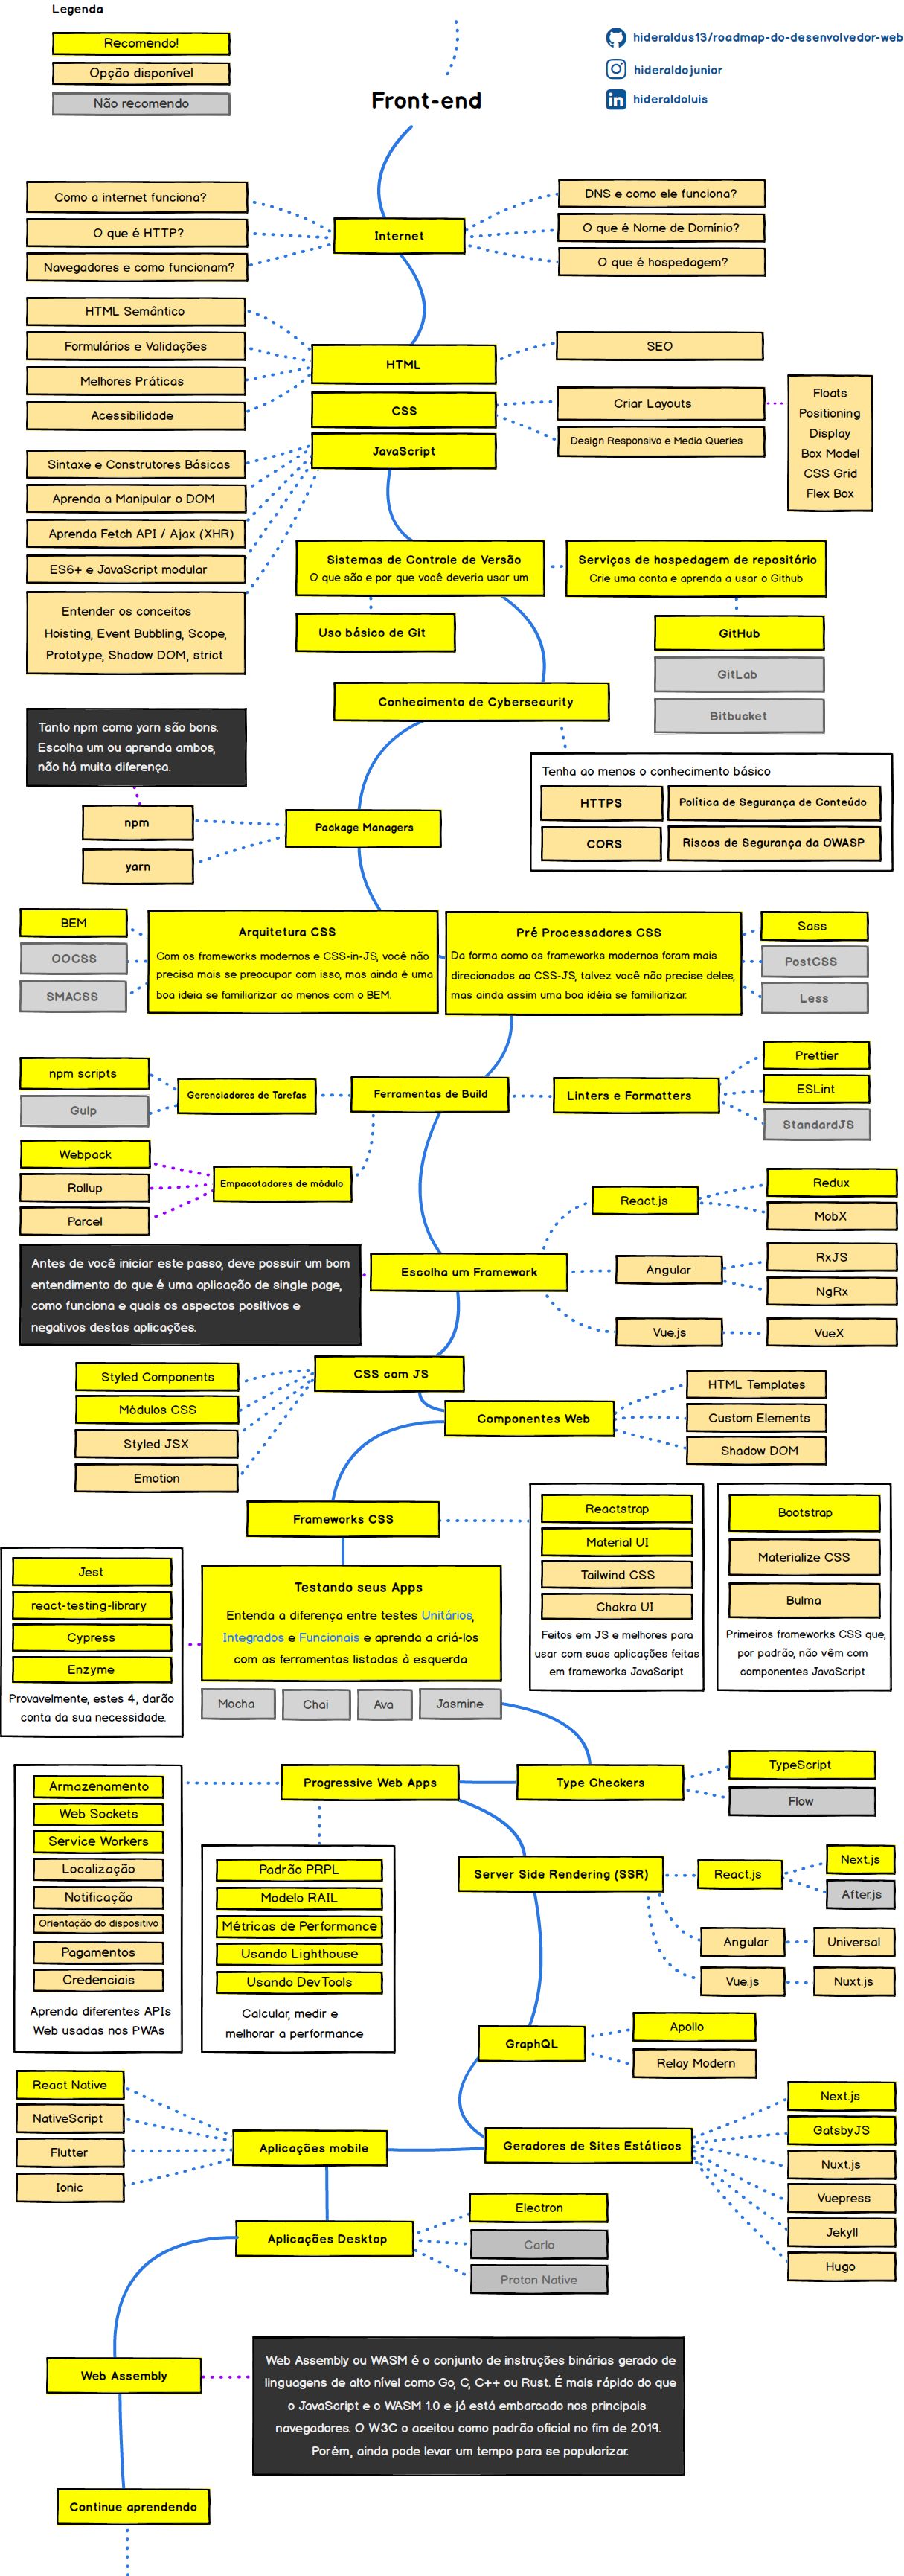 Legenda
Recomendo!
Opção disponível
Não recomendo
hideraldus13/roadmap-do-desenvolvedor-web
hideraldojunior
hideraldoluis
Front-end
Como a internet funciona?
O que é HTTP?
Navegadores e como funcionam?
Internet
DNS e como ele funciona?
O que é Nome de Domínio?
O que é hospedagem?
HTML Semântico
Formulários e Validações
Melhores Práticas
Acessibilidade
HTML
SEO
CSS
Criar Layouts
Design Responsivo e Media Queries
Floats
Positioning
Display
Box Model
CSS Grid
Flex Box
JavaScript
Sintaxe e Construtores Básicas
Aprenda a Manipular o DOM
Aprenda Fetch API / Ajax (XHR)
ES6+ e JavaScript modular
Entender os conceitos
Hoisting, Event Bubbling, Scope,
Prototype, Shadow DOM, strict
Sistemas de Controle de Versão
O que são e por que você deveria usar um
Serviços de hospedagem de repositório
Crie uma conta e aprenda a usar o Github
Uso básico de Git
GitHub
GitLab
Bitbucket
Conhecimento de Cybersecurity
Tenha ao menos o conhecimento básico
HTTPS
Política de Segurança de Conteúdo
CORS
Riscos de Segurança da OWASP
Tanto npm como yarn são bons.
Escolha um ou aprenda ambos,
não há muita diferença.
npm
yarn
Package Managers
BEM
OOCSS
SMACSS
Arquitetura CSS
Com os frameworks modernos e CSS-in-JS, você não
precisa mais se preocupar com isso, mas ainda é uma
boa ideia se familiarizar ao menos com o BEM.
Pré Processadores CSS
Da forma como os frameworks modernos foram mais
direcionados ao CSS-JS, talvez você não precise deles,
mas ainda assim uma boa idéia se familiarizar.
Sass
PostCSS
Less
npm scripts
Gulp
Gerenciadores de Tarefas
Ferramentas de Build
Linters e Formatters
Prettier
ESLint
StandardJS
Webpack
Rollup
Parcel
Empacotadores de módulo
Antes de você iniciar este passo, deve possuir um bom
entendimento do que é uma aplicação de single page,
como funciona e quais os aspectos positivos e
negativos destas aplicações.
Escolha um Framework
React.js
Redux
MobX
Angular
RxJS
NgRx
Vue.js
VueX
CSS com JS
Styled Components
Módulos CSS
Styled JSX
Emotion
Componentes Web
HTML Templates
Custom Elements
Shadow DOM
Frameworks CSS
Reactstrap
Material UI
Tailwind CSS
Chakra UI
Feitos em JS e melhores para
usar com suas aplicações feitas
em frameworks JavaScript
Bootstrap
Materialize CSS
Bulma
Primeiros frameworks CSS que,
por padrão, não vêm com
componentes JavaScript
Jest
react-testing-library
Cypress
Enzyme
Provavelmente, estes 4, darão
conta da sua necessidade.
Testando seus Apps
Entenda a diferença entre testes Unitários,
Integrados e Funcionais e aprenda a criá-los
com as ferramentas listadas à esquerda
Mocha
Chai
Ava
Jasmine
Progressive Web Apps
Type Checkers
TypeScript
Flow
Armazenamento
Web Sockets
Service Workers
Localização
Notificação
Orientação do dispositivo
Pagamentos
Credenciais
Aprenda diferentes APIs
Web usadas nos PWAs
Padrão PRPL
Modelo RAIL
Métricas de Performance
Usando Lighthouse
Usando DevTools
Calcular, medir e
melhorar a performance
Server Side Rendering (SSR)
React.js
Next.js
After.js
Angular
Universal
Vue.js
Nuxt.js
GraphQL
Apollo
Relay Modern
React Native
NativeScript
Flutter
Ionic
Aplicações mobile
Geradores de Sites Estáticos
Next.js
GatsbyJS
Nuxt.js
Vuepress
Jekyll
Hugo
Aplicações Desktop
Electron
Carlo
Proton Native
Web Assembly
Web Assembly ou WASM é o conjunto de instruções binárias gerado de
linguagens de alto nível como Go, C, C++ ou Rust. É mais rápido do que
o JavaScript e o WASM 1.0 e já está embarcado nos principais
navegadores. O W3C o aceitou como padrão oficial no fim de 2019.
Porém, ainda pode levar um tempo para se popularizar.
Continue aprendendo